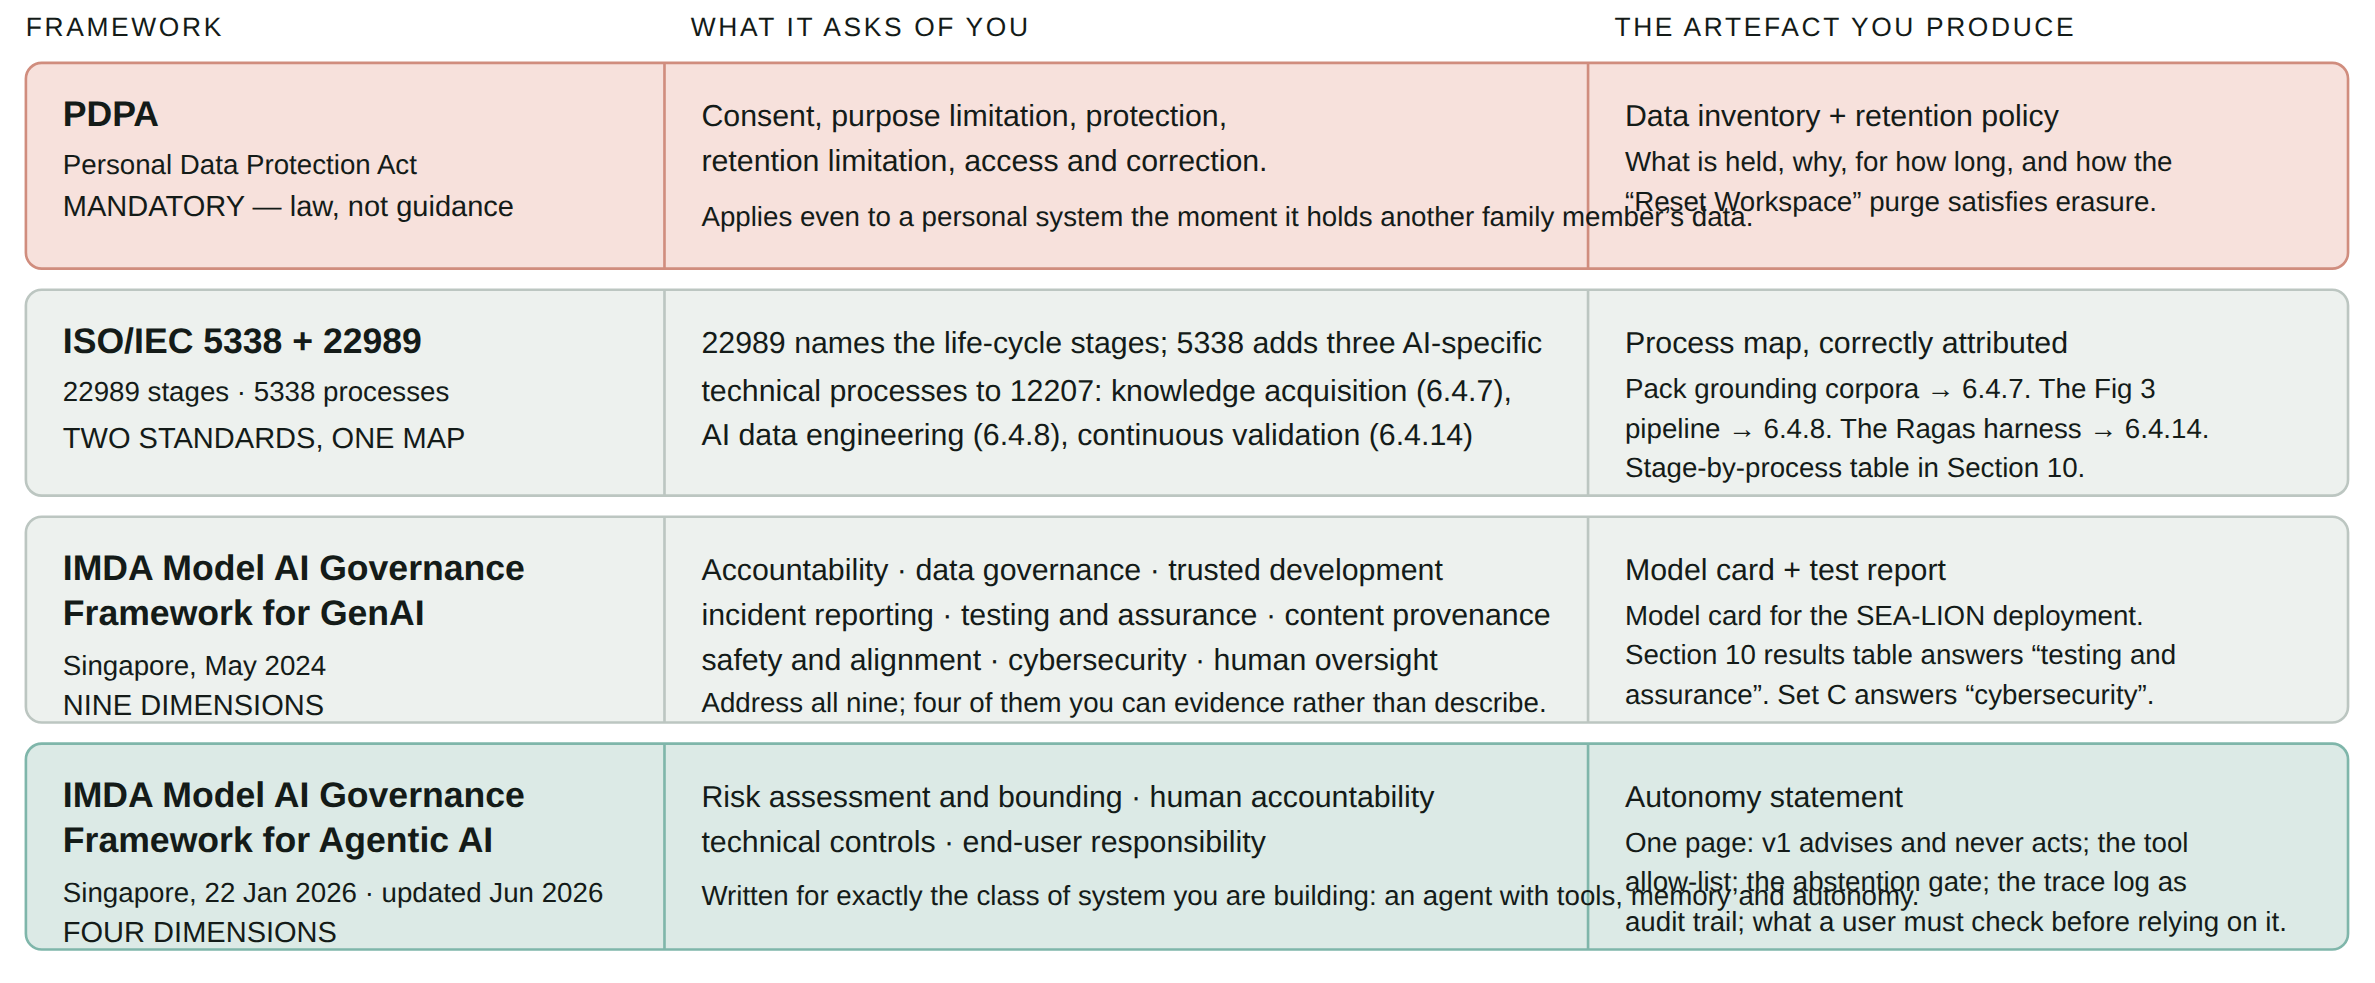 FRAMEWORK
WHAT IT ASKS OF YOU
THE ARTEFACT YOU PRODUCE
PDPA
Personal Data Protection Act
MANDATORY — law, not guidance
Consent, purpose limitation, protection,
retention limitation, access and correction.
Applies even to a personal system the moment it holds another family member’s data.
Data inventory + retention policy
What is held, why, for how long, and how the
“Reset Workspace” purge satisfies erasure.
ISO/IEC 5338 + 22989
22989 stages · 5338 processes
TWO STANDARDS, ONE MAP
22989 names the life-cycle stages; 5338 adds three AI-specific
technical processes to 12207: knowledge acquisition (6.4.7),
AI data engineering (6.4.8), continuous validation (6.4.14)
Process map, correctly attributed
Pack grounding corpora → 6.4.7. The Fig 3
pipeline → 6.4.8. The Ragas harness → 6.4.14.
Stage-by-process table in Section 10.
IMDA Model AI Governance
Framework for GenAI
Singapore, May 2024
NINE DIMENSIONS
Accountability · data governance · trusted development
incident reporting · testing and assurance · content provenance
safety and alignment · cybersecurity · human oversight
Address all nine; four of them you can evidence rather than describe.
Model card + test report
Model card for the SEA-LION deployment.
Section 10 results table answers “testing and
assurance”. Set C answers “cybersecurity”.
IMDA Model AI Governance
Framework for Agentic AI
Singapore, 22 Jan 2026 · updated Jun 2026
FOUR DIMENSIONS
Risk assessment and bounding · human accountability
technical controls · end-user responsibility
Written for exactly the class of system you are building: an agent with tools, memory and autonomy.
Autonomy statement
One page: v1 advises and never acts; the tool
allow-list; the abstention gate; the trace log as
audit trail; what a user must check before relying on it.